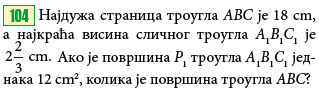 104 Најдужа страница троугла ABC је 18 cm,
а најкраћа висина сличног троугла A₁B₁C₁ је
2 2/3 cm. Ако је површина P₁ троугла A₁B₁C₁ јед-
нака 12 cm², колика је површина троугла ABC?